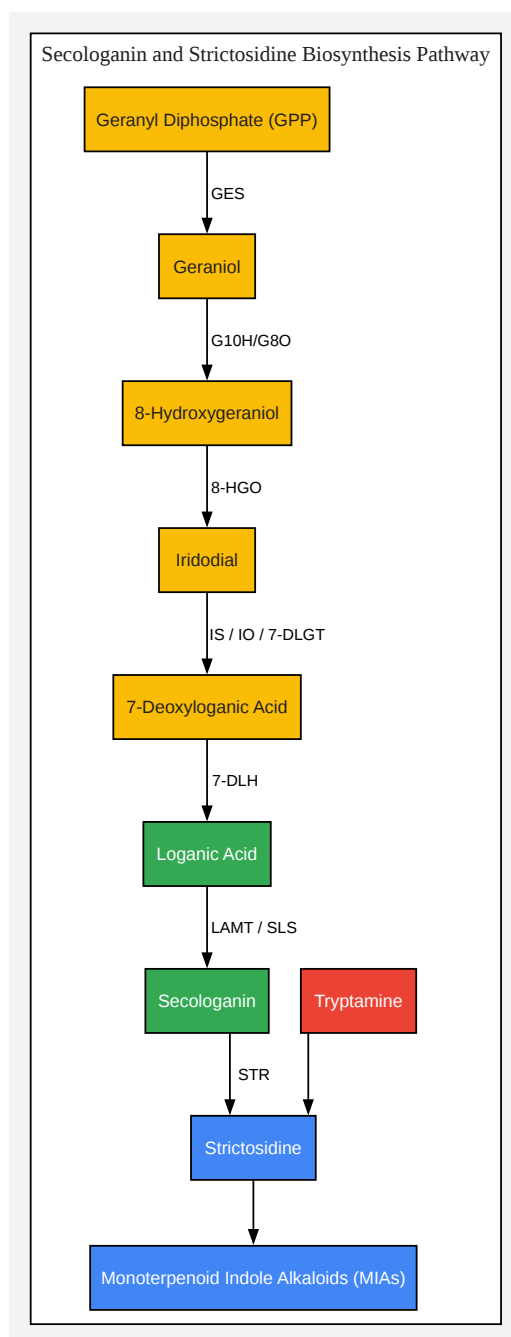 Secologanin and Strictosidine Biosynthesis Pathway
Geranyl Diphosphate (GPP)
GES
Geraniol
G10H/G8O
8-Hydroxygeraniol
8-HGO
Iridodial
IS / IO / 7-DLGT
7-Deoxyloganic Acid
7-DLH
Loganic Acid
LAMT / SLS
Secologanin
Tryptamine
STR
Strictosidine
Monoterpenoid Indole Alkaloids (MIAs)